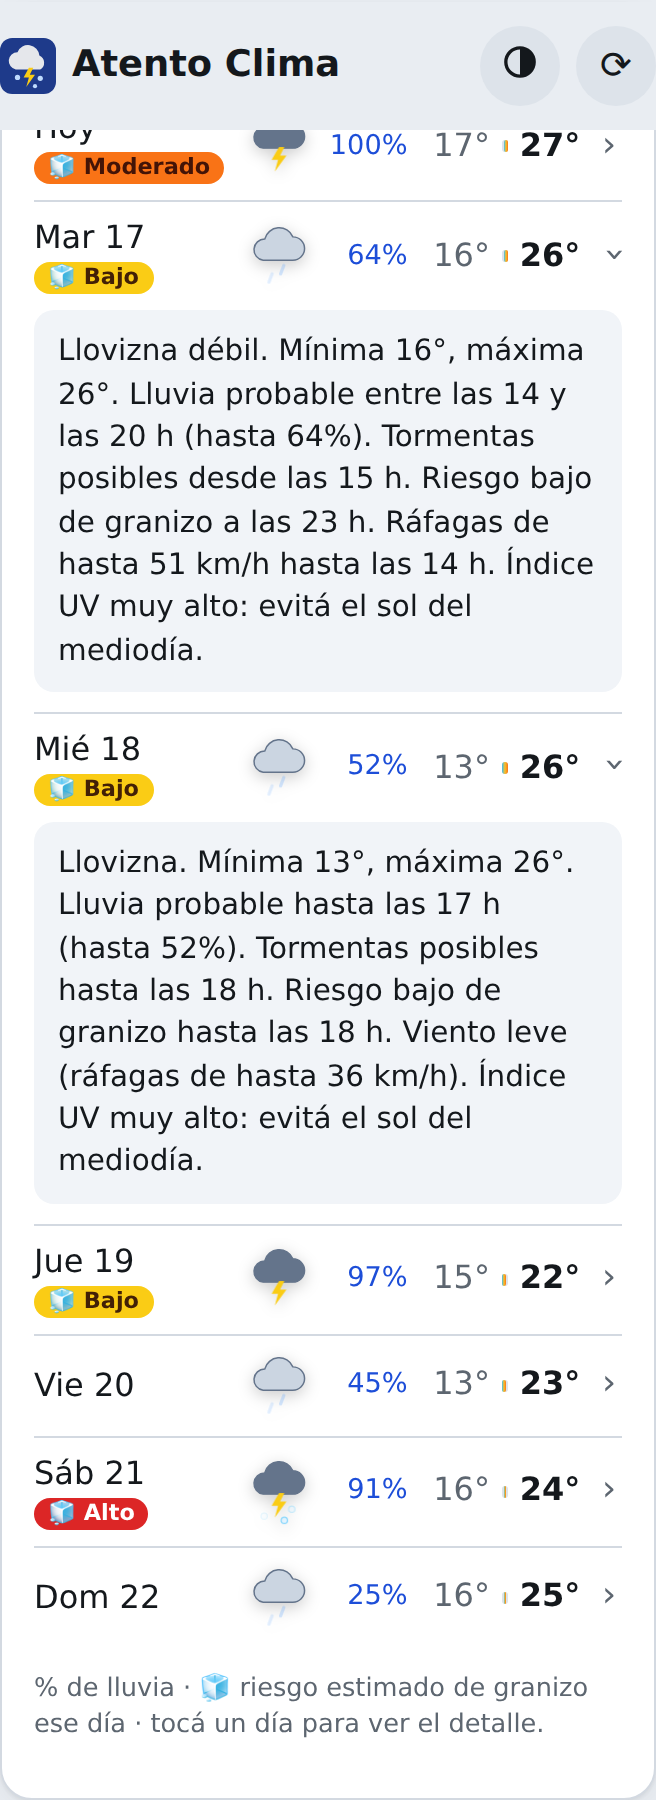 Atento Clima
Hoy
100% 17° 27°
Moderado
Mar 17
64% 16° 26°
Bajo
Llovizna débil. Mínima 16°, máxima
26°. Lluvia probable entre las 14 y
las 20 h (hasta 64%). Tormentas
posibles desde las 15 h. Riesgo bajo
de granizo a las 23 h. Ráfagas de
hasta 51 km/h hasta las 14 h. Índice
UV muy alto: evitá el sol del
mediodía.
Mié 18
52% 13° 26°
Bajo
Llovizna. Mínima 13°, máxima 26°.
Lluvia probable hasta las 17 h
(hasta 52%). Tormentas posibles
hasta las 18 h. Riesgo bajo de
granizo hasta las 18 h. Viento leve
(ráfagas de hasta 36 km/h). Índice
UV muy alto: evitá el sol del
mediodía.
Jue 19
97% 15° 22°
Bajo
Vie 20 45% 13° 23°
Sáb 21
91% 16° 24°
Alto
Dom 22 25% 16° 25°
% de lluvia · 🧊 riesgo estimado de granizo
ese día · tocá un día para ver el detalle.